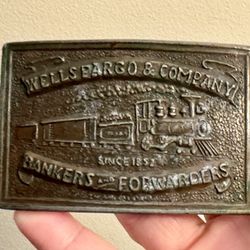 WELLS FARGO & COMPANY
SINCE 1852
BANKERS AND FORWARDERS